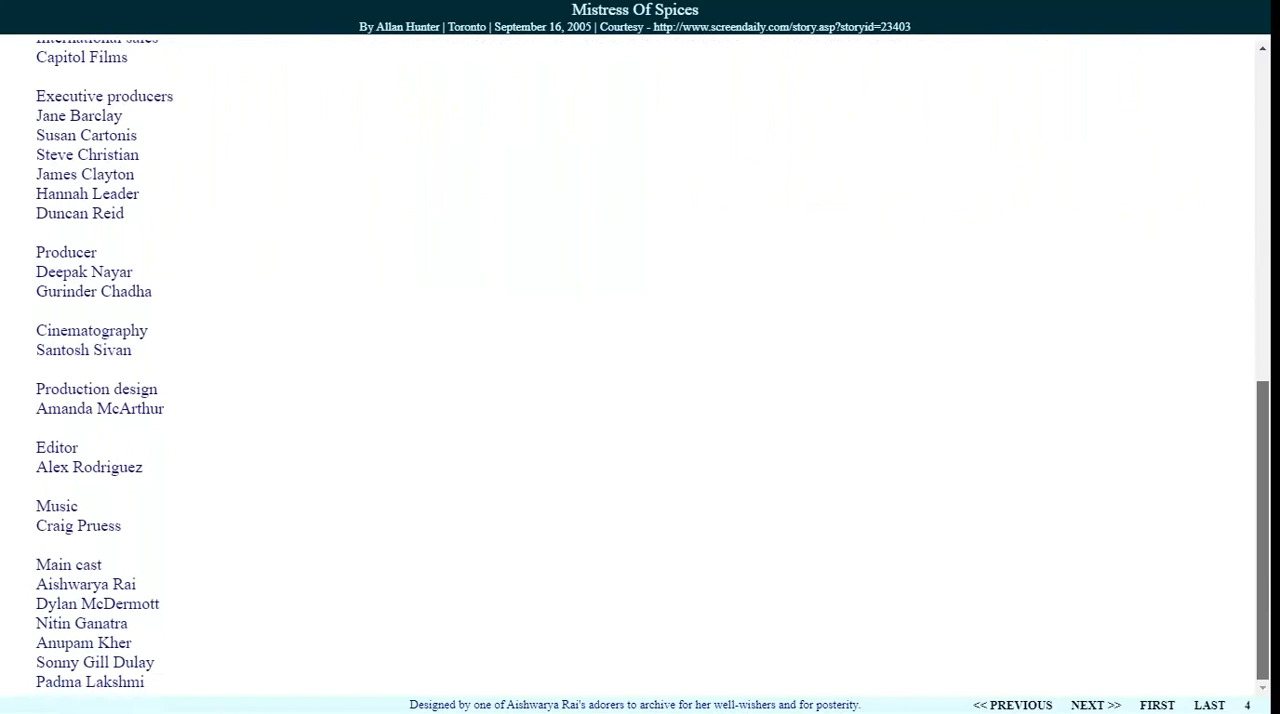 Mistress Of Spices
By Allan Hunter | Toronto | September 16, 2005 | Courtesy - http://www.screendaily.com/story.asp?storyid=23403
International sales
Capitol Films
Executive producers
Jane Barclay
Susan Cartonis
Steve Christian
James Clayton
Hannah Leader
Duncan Reid
Producer
Deepak Nayar
Gurinder Chadha
Cinematography
Santosh Sivan
Production design
Amanda McArthur
Editor
Alex Rodriguez
Music
Craig Pruess
Main cast
Aishwarya Rai
Dylan McDermott
Nitin Ganatra
Anupam Kher
Sonny Gill Dulay
Padma Lakshmi
Designed by one of Aishwarya Rai's adorers to archive for her well-wishers and for posterity.
<< PREVIOUS NEXT >> FIRST LAST 4